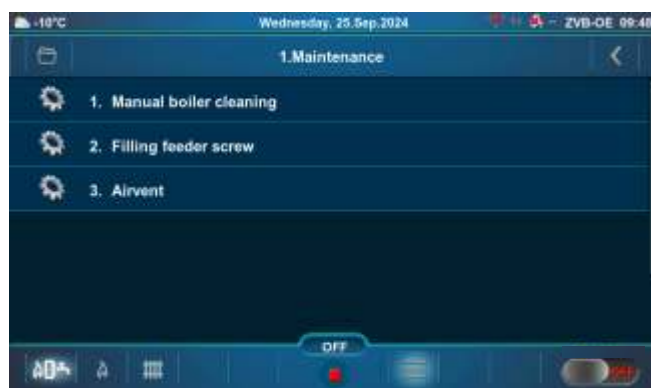 -10°C Wednesday, 25.Sep.2024 ZVB-OE 09:48
1.Maintenance
1. Manual boiler cleaning
2. Filling feeder screw
3. Airvent
OFF
OFF